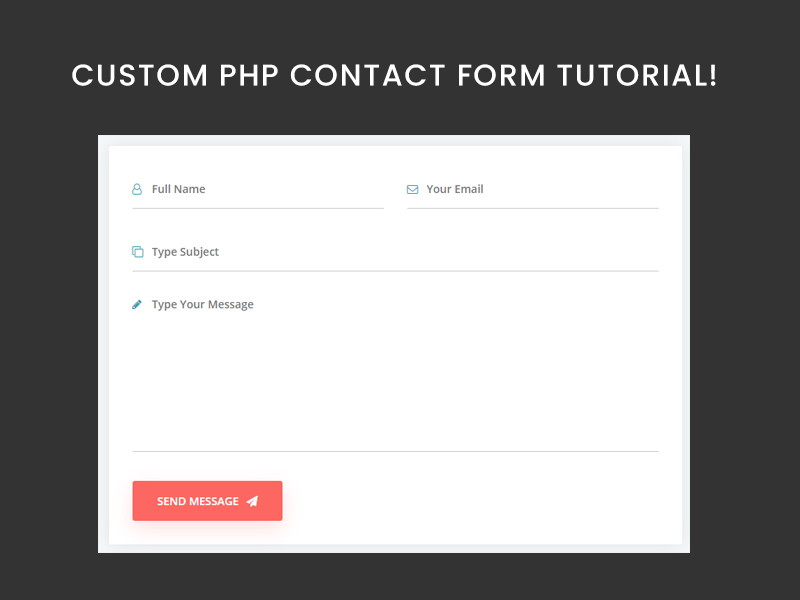 CUSTOM PHP CONTACT FORM TUTORIAL!
Full Name
Your Email
Type Subject
Type Your Message
SEND MESSAGE